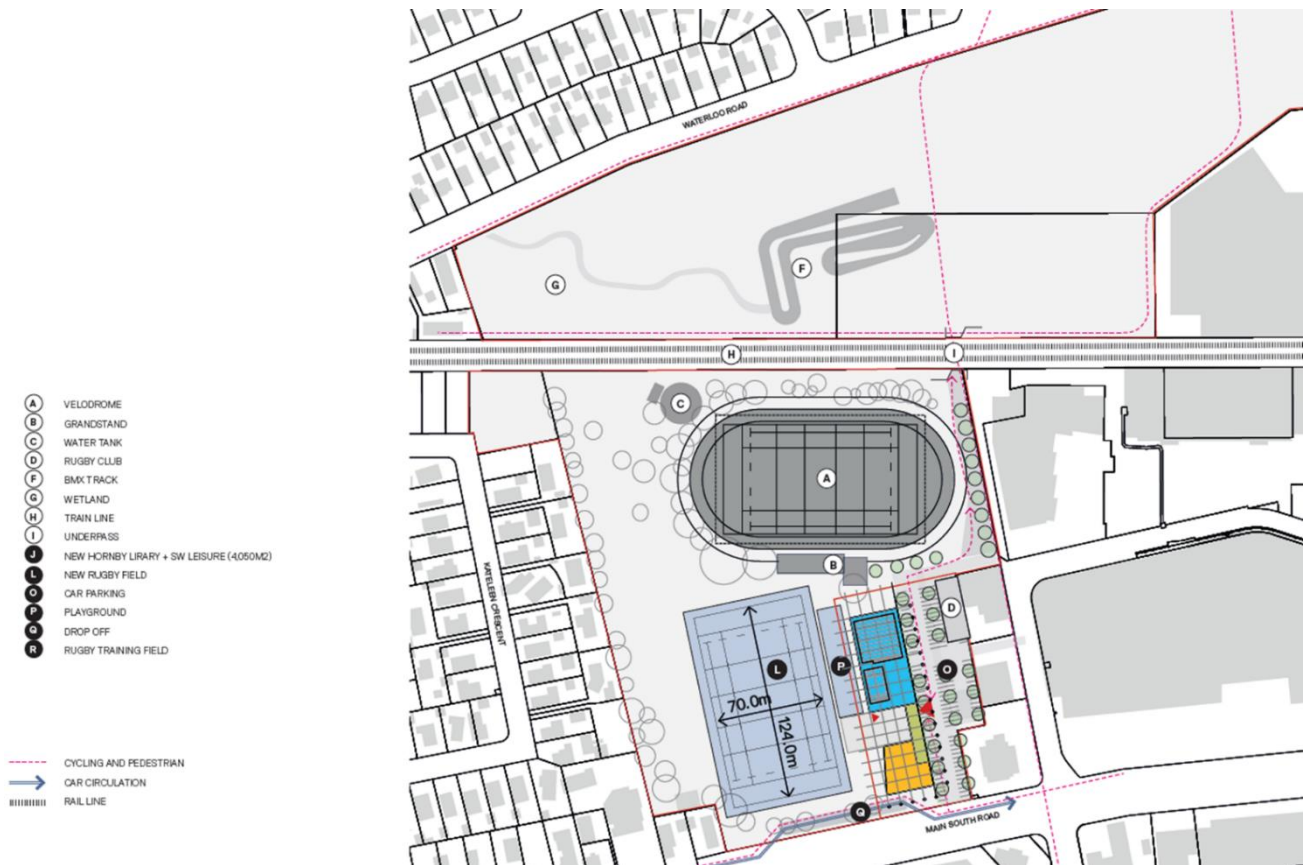 A VELODROME
B GRANDSTAND
C WATER TANK
D RUGBY CLUB
F BMX TRACK
G WETLAND
H TRAIN LINE
I UNDERPASS
J NEW HORNBY LIRARY + SW LEISURE (4,050M2)
L NEW RUGBY FIELD
O CAR PARKING
P PLAYGROUND
Q DROP OFF
R RUGBY TRAINING FIELD
CYCLING AND PEDESTRIAN
CAR CIRCULATION
RAIL LINE
WATERLOO ROAD
F
G
H
I
C
A
B
KATELEEN CRESCENT
D
L
P
O
70.0m
124.0m
Q
MAIN SOUTH ROAD